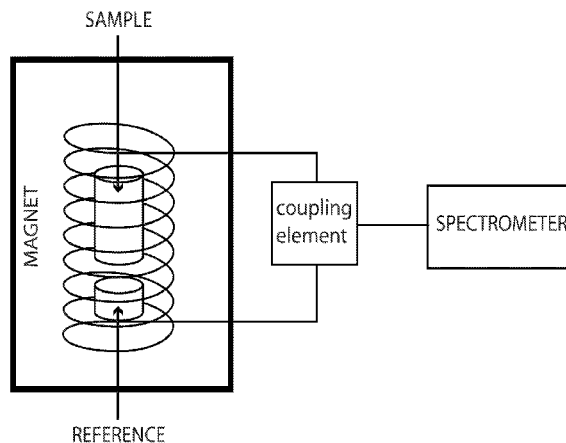 SAMPLE
MAGNET
coupling
element
SPECTROMETER
REFERENCE